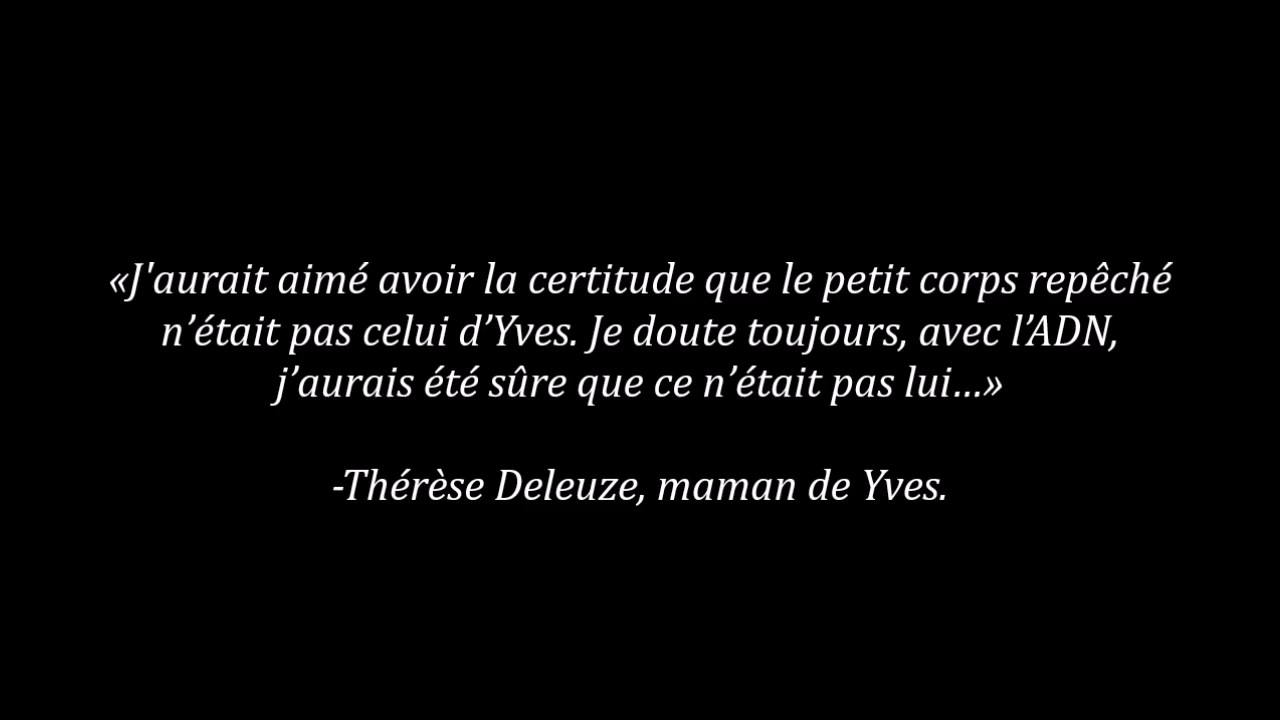 «J'aurait aimé avoir la certitude que le petit corps repêché
n’était pas celui d’Yves. Je doute toujours, avec l’ADN,
j’aurais été sûre que ce n’était pas lui…»
-Thérèse Deleuze, maman de Yves.